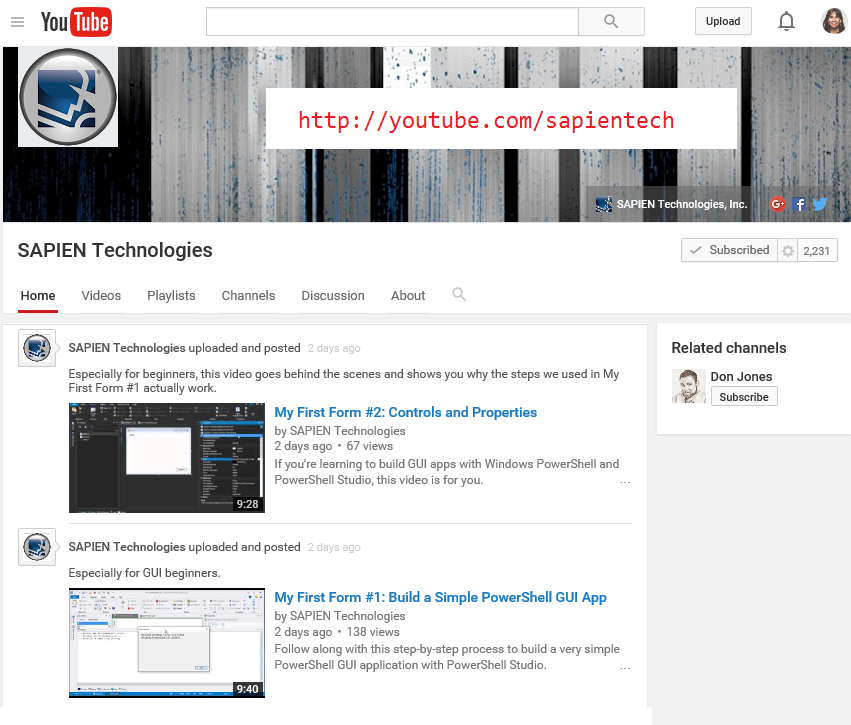 YouTube
Upload
http://youtube.com/sapientech
SAPIEN Technologies, Inc.
SAPIEN Technologies
Subscribed 2,231
Home Videos Playlists Channels Discussion About
SAPIEN Technologies uploaded and posted 2 days ago
Especially for beginners, this video goes behind the scenes and shows you why the steps we used in My
First Form #1 actually work.
My First Form #2: Controls and Properties
by SAPIEN Technologies
2 days ago • 67 views
If you're learning to build GUI apps with Windows PowerShell and
PowerShell Studio, this video is for you. ...
9:28
SAPIEN Technologies uploaded and posted 2 days ago
Especially for GUI beginners.
My First Form #1: Build a Simple PowerShell GUI App
by SAPIEN Technologies
2 days ago • 138 views
Follow along with this step-by-step process to build a very simple
PowerShell GUI application with PowerShell Studio. ...
9:40
Related channels
Don Jones
Subscribe